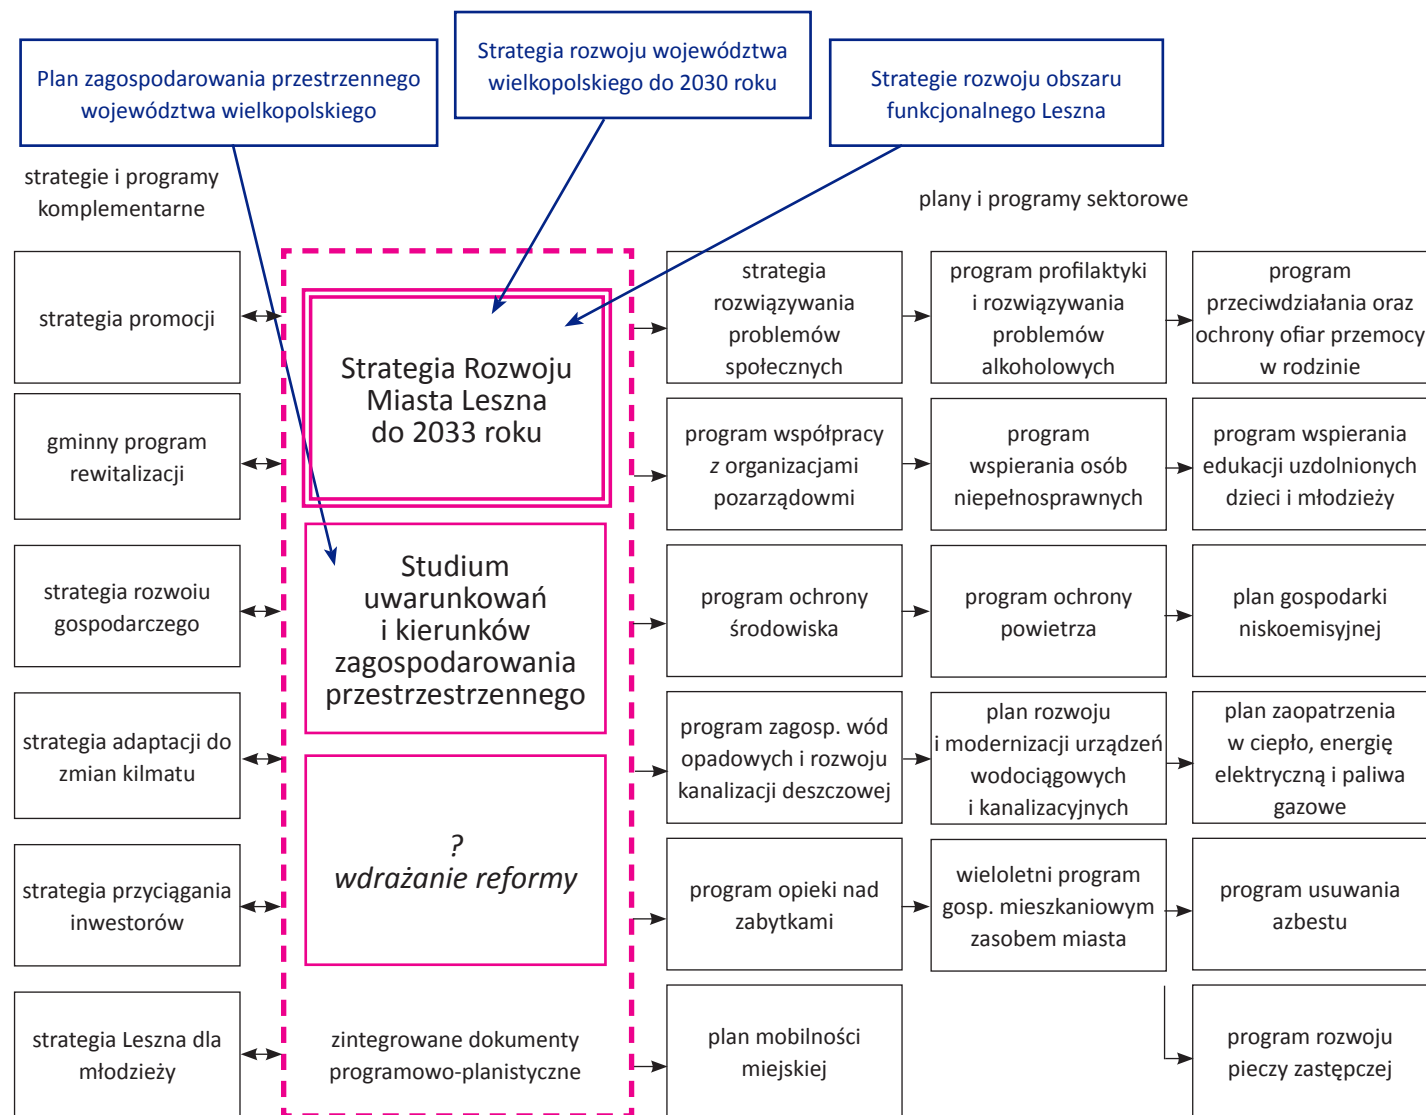 Plan zagospodarowania przestrzennego
województwa wielkopolskiego
Strategia rozwoju województwa
wielkopolskiego do 2030 roku
Strategie rozwoju obszaru
funkcjonalnego Leszna
strategie i programy
komplementarne
plany i programy sektorowe
strategia promocji
gminny program
rewitalizacji
strategia rozwoiu
gospodarczego
strategia adaptacji do
zmian kilmatu
strategia przyciągania
inwestorów
strategia Leszna dla
młodzieży
Strategia Rozwoju
Miasta Leszna
do 2033 roku
Studium
uwarunkowań
i kierunków
zagospodarowania
przestrzestrzennego
?
wdrażanie reformy
zintegrowane dokumenty
programowo-planistyczne
strategia
rozwiązywania
problemów
społecznych
program profilaktyki
i rozwiązywania
problemów
alkoholowych
program
przeciwdziałania oraz
ochrony ofiar przemocy
w rodzinie
program współpracy
z organizacjami
pozarządowmi
program
wspierania osób
niepełnosprawnych
program wspierania
edukacji uzdolnionych
dzieci i młodzieży
program ochrony
środowiska
program ochrony
powietrza
plan gospodarki
niskoemisyjnej
program zagosp. wód
opadowych i rozwoju
kanalizacji deszczowej
plan rozwoju
i modernizacji urządzeń
wodociągowych
i kanalizacyjnych
plan zaopatrzenia
w ciepło, energię
elektryczną i paliwa
gazowe
program opieki nad
zabytkami
wieloletni program
gosp. mieszkaniowym
zasobem miasta
program usuwania
azbestu
plan mobilności
miejskiej
program rozwoju
pieczy zastępczej